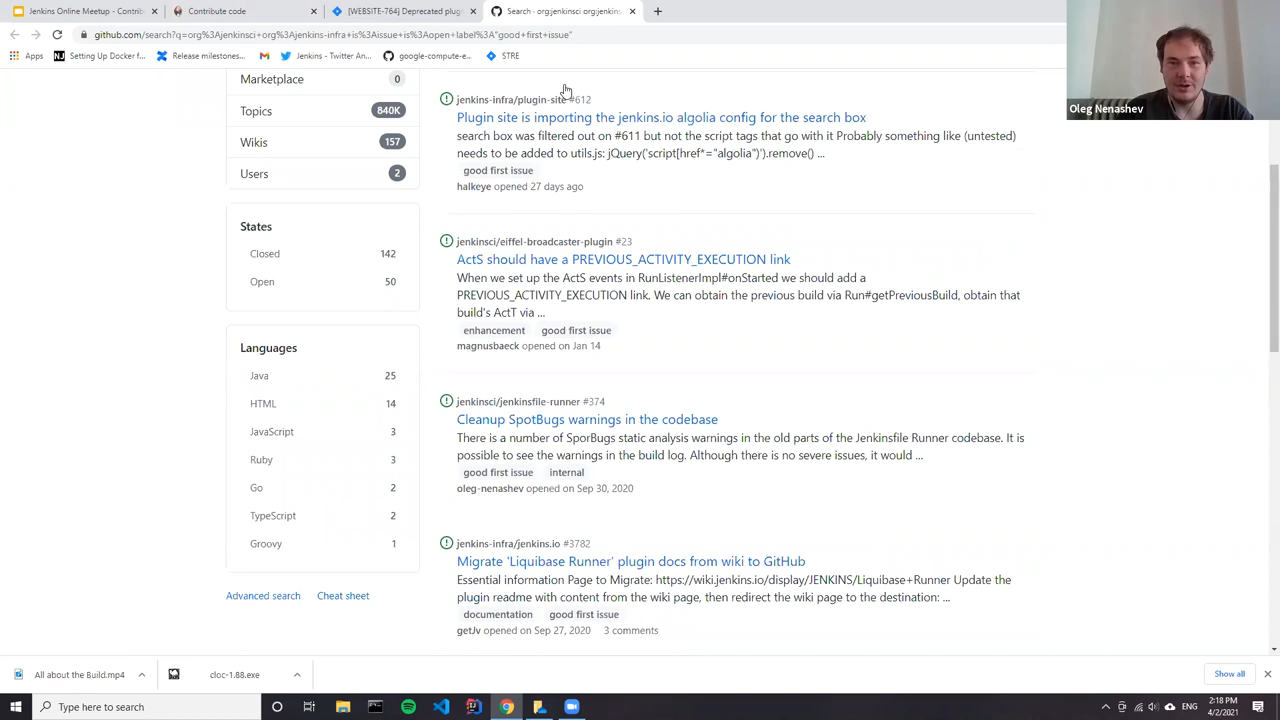 Jenkins Online Meetup - Contrib
Contribute code
[WEBSITE-764] Deprecated plug
Search · org:jenkinsci org:jenkins
github.com/search?q=org%3Ajenkinsci+org%3Ajenkins-infra+is%3Aissue+is%3Aopen+label%3A"good+first+issue"
Apps
Setting Up Docker f...
Release milestones...
Jenkins - Twitter An...
google-compute-e...
STRE
Oleg Nenashev
Marketplace 0
Topics 840K
Wikis 157
Users 2
States
Closed 142
Open 50
Languages
Java 25
HTML 14
JavaScript 3
Ruby 3
Go 2
TypeScript 2
Groovy 1
Advanced search Cheat sheet
jenkins-infra/plugin-site #612
Plugin site is importing the jenkins.io algolia config for the search box
search box was filtered out on #611 but not the script tags that go with it Probably something like (untested)
needs to be added to utils.js: jQuery('script[href*="algolia"]').remove() ...
good first issue
halkeye opened 27 days ago
jenkinsci/eiffel-broadcaster-plugin #23
ActS should have a PREVIOUS_ACTIVITY_EXECUTION link
When we set up the ActS events in RunListenerImpl#onStarted we should add a
PREVIOUS_ACTIVITY_EXECUTION link. We can obtain the previous build via Run#getPreviousBuild, obtain that
build's ActT via ...
enhancement good first issue
magnusbaeck opened on Jan 14
jenkinsci/jenkinsfile-runner #374
Cleanup SpotBugs warnings in the codebase
There is a number of SporBugs static analysis warnings in the old parts of the Jenkinsfile Runner codebase. It is
possible to see the warnings in the build log. Although there is no severe issues, it would ...
good first issue internal
oleg-nenashev opened on Sep 30, 2020
jenkins-infra/jenkins.io #3782
Migrate 'Liquibase Runner' plugin docs from wiki to GitHub
Essential information Page to Migrate: https://wiki.jenkins.io/display/JENKINS/Liquibase+Runner Update the
plugin readme with content from the wiki page, then redirect the wiki page to the destination: ...
documentation good first issue
getJv opened on Sep 27, 2020 3 comments
All about the Build.mp4
cloc-1.88.exe
Show all
Type here to search
2:18 PM
4/2/2021